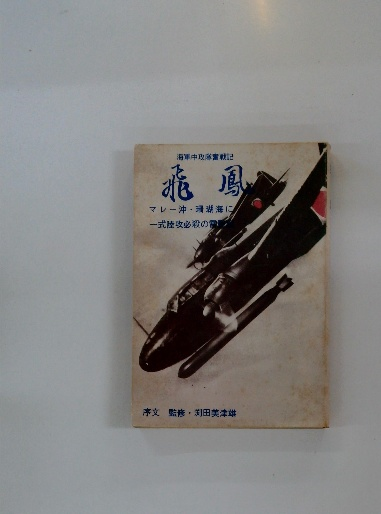 海軍中攻隊奮戦記
飛鳳
マレー沖・珊瑚海に
一式陸攻必殺の
序文 監修・刈田美津雄